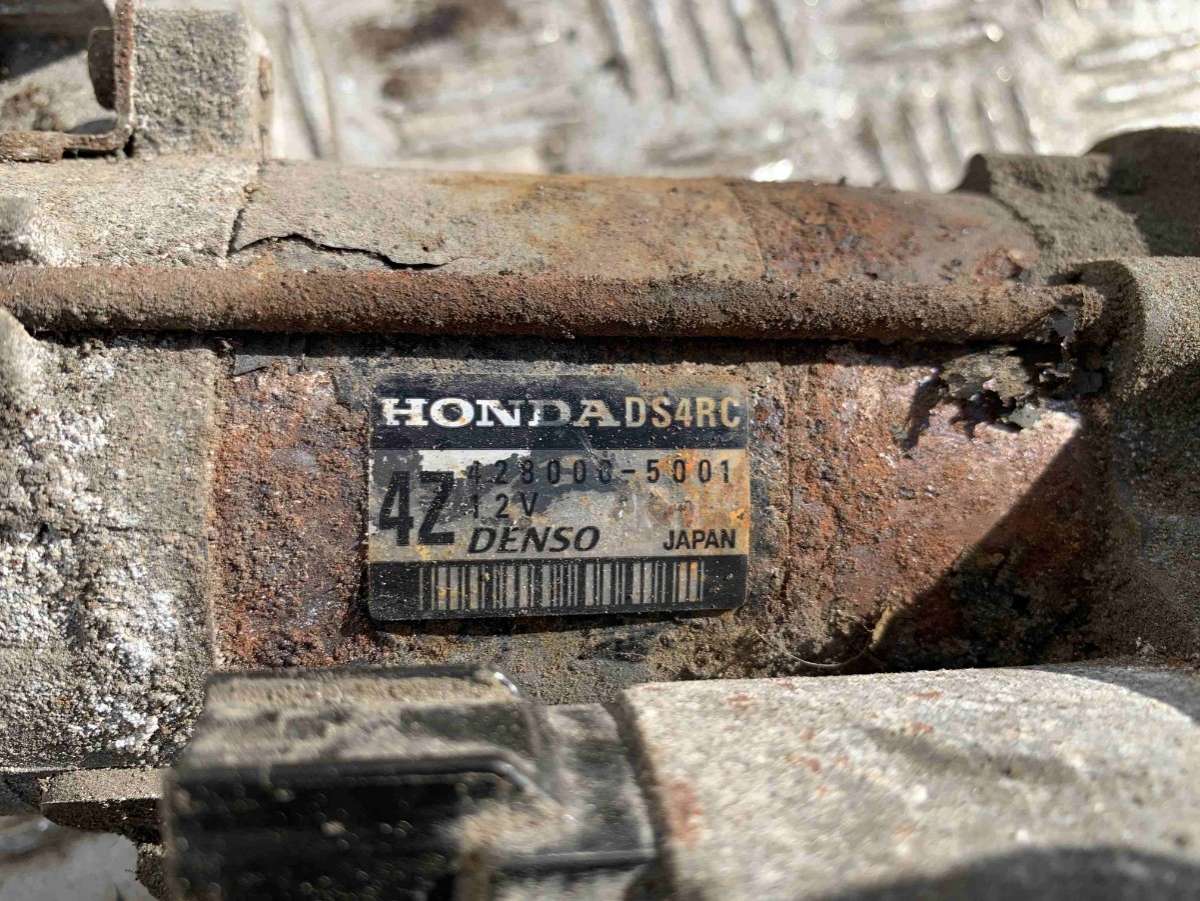 HONDA DS4RC
4Z
428000-5001
12V
DENSO JAPAN